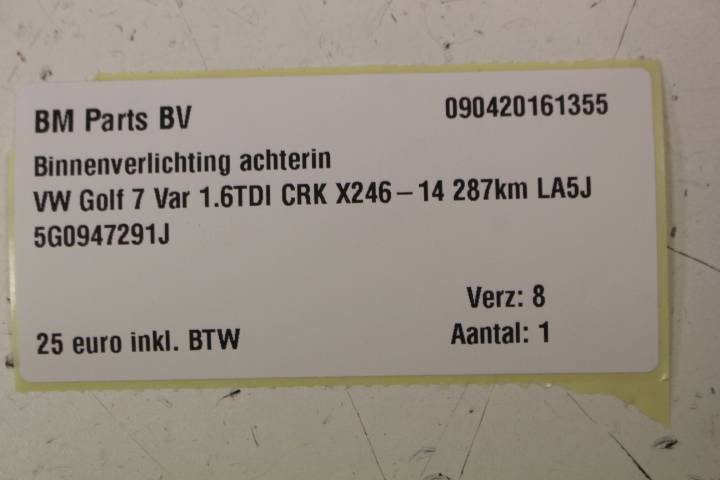 BM Parts BV 090420161355
Binnenverlichting achterin
VW Golf 7 Var 1.6TDI CRK X246-14 287km LA5J
5G0947291J
Verz: 8
25 euro inkl. BTW Aantal: 1